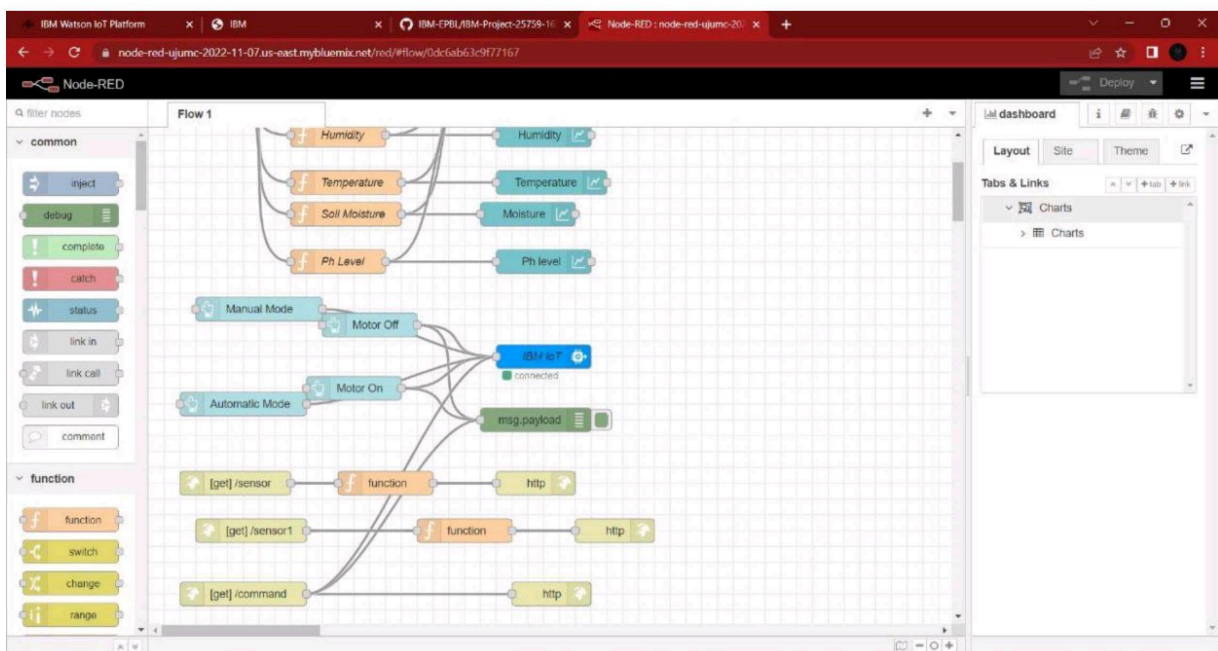 IBM Watson IoT Platform
IBM
IBM-EPBL/IBM-Project-25759-16
Node-RED : node-red-ujumc-202
node-red-ujumc-2022-11-07.us-east.mybluemix.net/red/#flow/0dc6ab63c9f77167
Node-RED
Deploy
filter nodes
Flow 1
dashboard
common
inject
debug
complete
catch
status
link in
link call
link out
comment
function
function
switch
change
range
Humidity
Humidity
Temperature
Temperature
Soil Moisture
Moisture
Ph Level
Ph level
Manual Mode
Motor Off
IBM IoT
connected
Motor On
Automatic Mode
msg.payload
[get] /sensor
function
http
[get] /sensor1
function
http
[get] /command
http
Layout
Site
Theme
Tabs & Links
+tab
+link
Charts
Charts